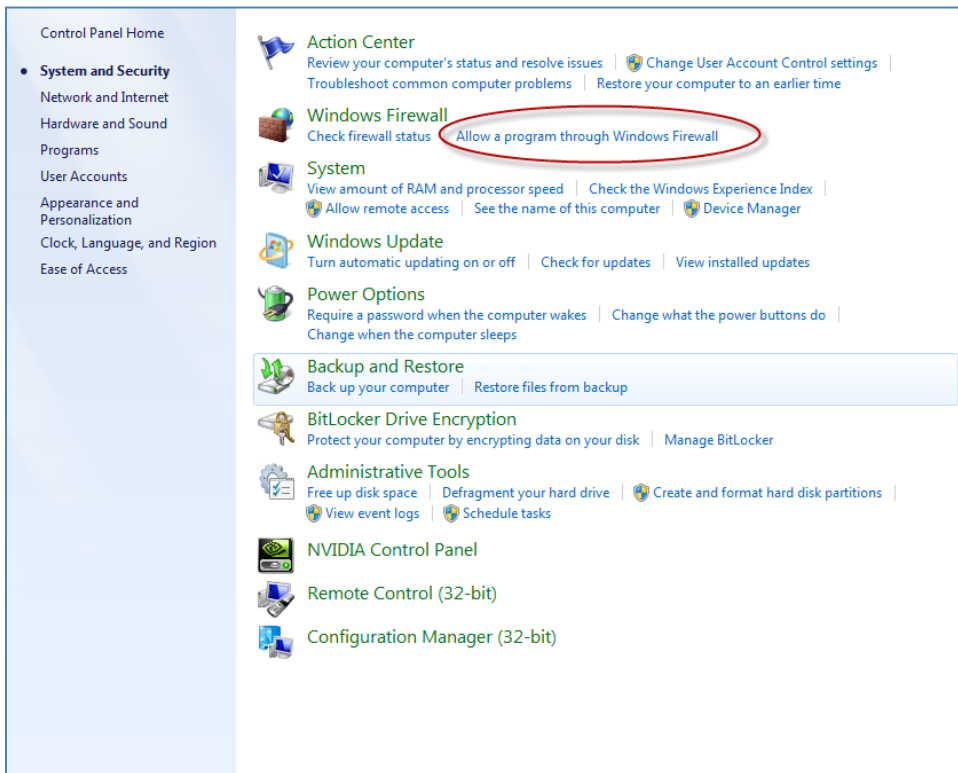 Control Panel Home
System and Security
Network and Internet
Hardware and Sound
Programs
User Accounts
Appearance and
Personalization
Clock, Language, and Region
Ease of Access
Action Center
Review your computer's status and resolve issues Change User Account Control settings
Troubleshoot common computer problems Restore your computer to an earlier time
Windows Firewall
Check firewall status Allow a program through Windows Firewall
System
View amount of RAM and processor speed Check the Windows Experience Index
Allow remote access See the name of this computer Device Manager
Windows Update
Turn automatic updating on or off Check for updates View installed updates
Power Options
Require a password when the computer wakes Change what the power buttons do
Change when the computer sleeps
Backup and Restore
Back up your computer Restore files from backup
BitLocker Drive Encryption
Protect your computer by encrypting data on your disk Manage BitLocker
Administrative Tools
Free up disk space Defragment your hard drive Create and format hard disk partitions
View event logs Schedule tasks
NVIDIA Control Panel
Remote Control (32-bit)
Configuration Manager (32-bit)